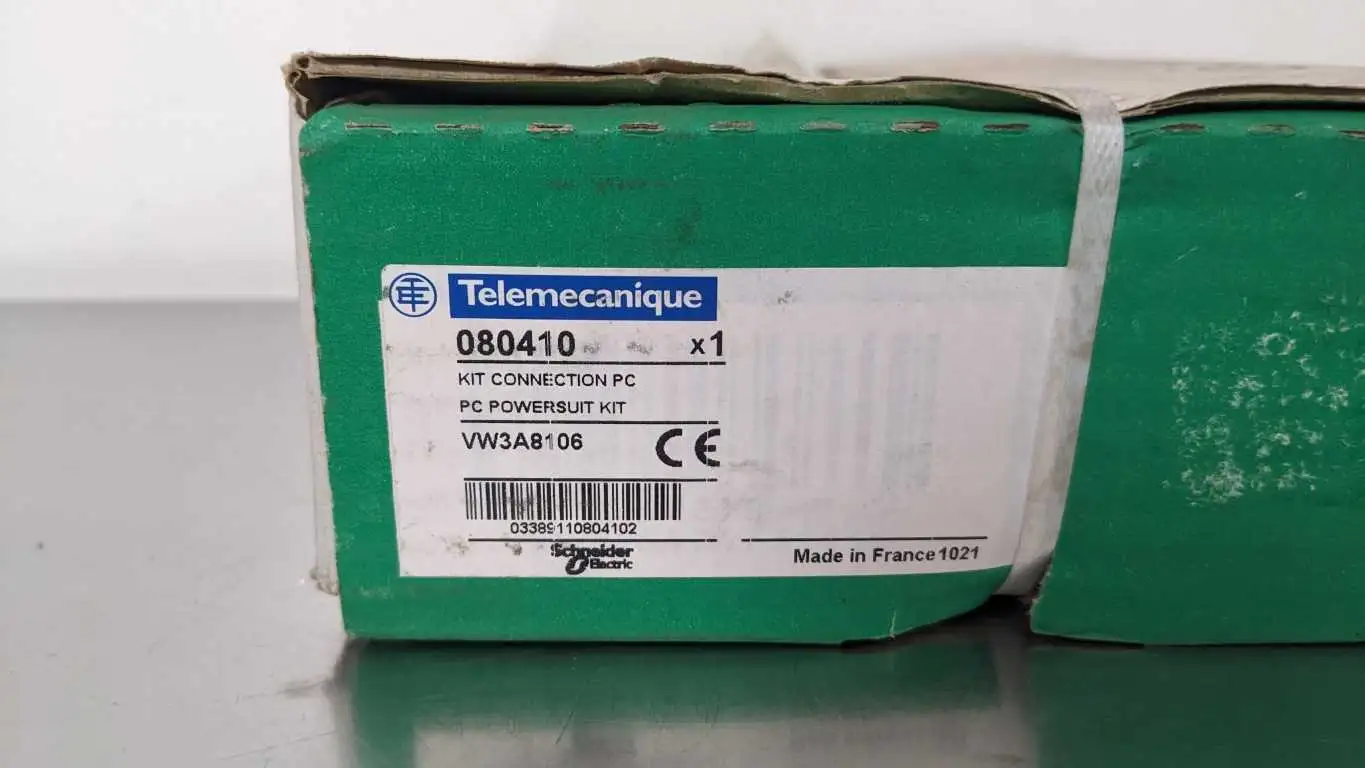 Telemecanique
080410 x1
KIT CONNECTION PC
PC POWERSUIT KIT
VW3A8106 CE
03389110804102
Schneider
Electric
Made in France 1021